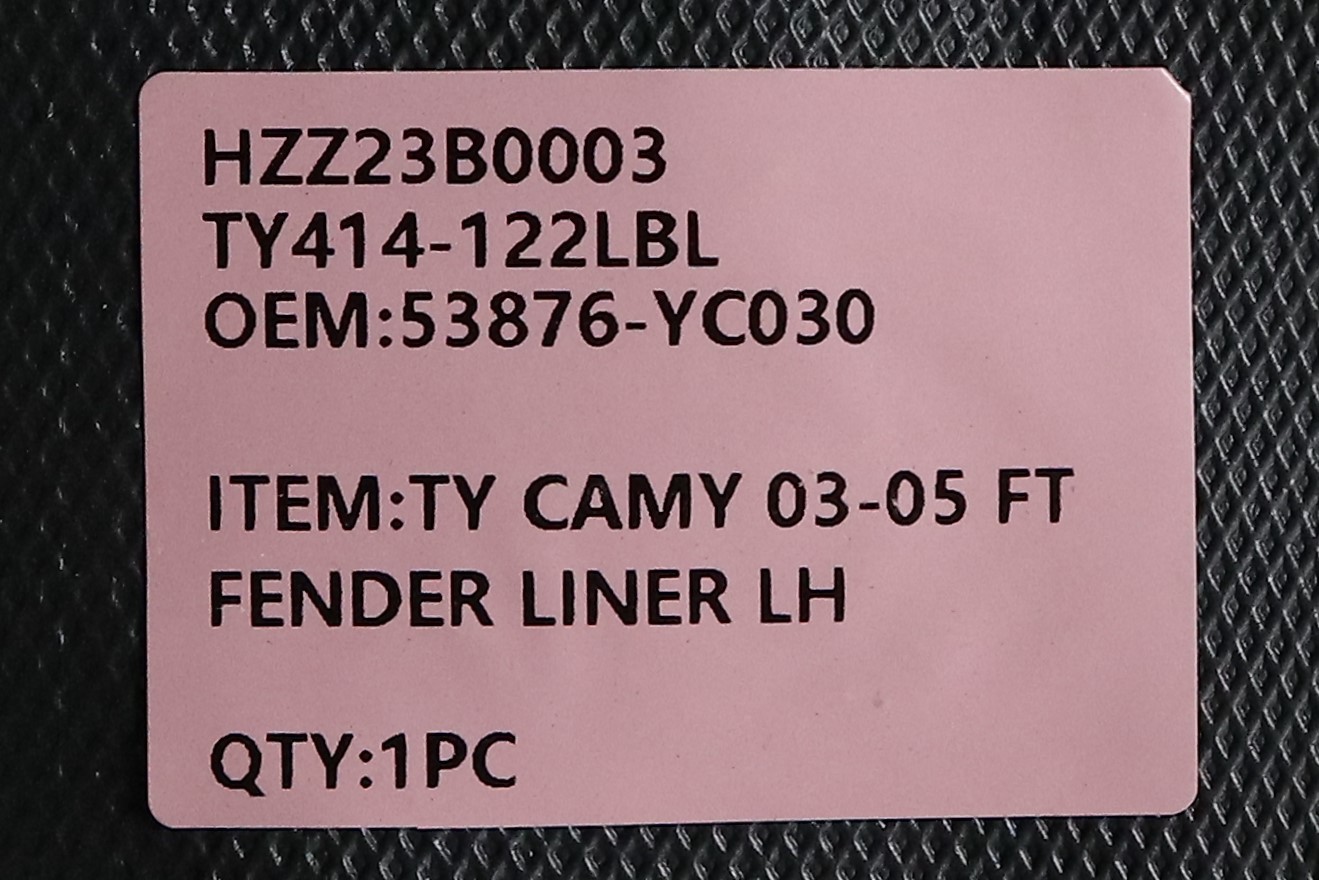 HZZ23B0003
TY414-122LBL
OEM:53876-YC030
ITEM:TY CAMY 03-05 FT
FENDER LINER LH
QTY:1PC